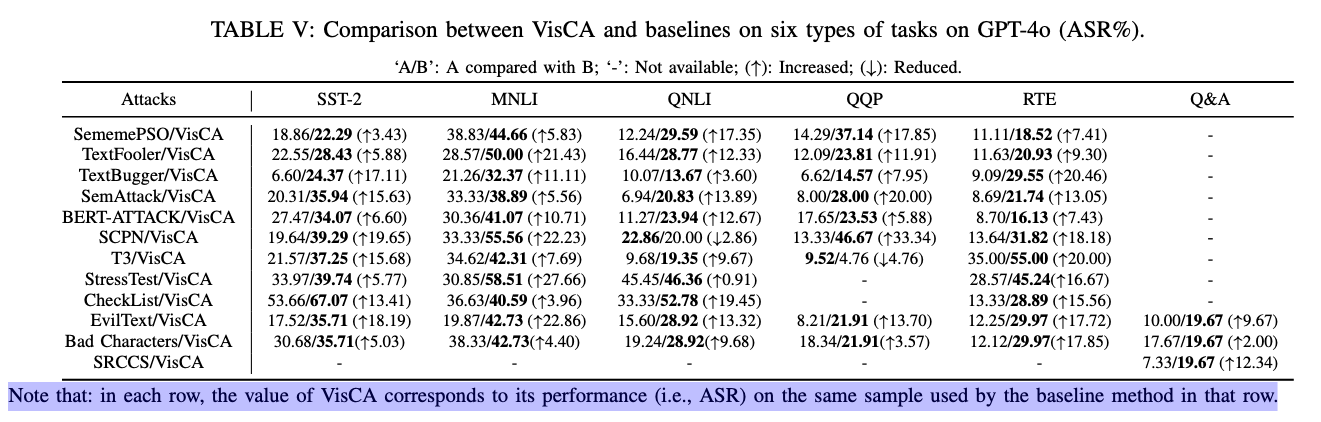 TABLE V: Comparison between VisCA and baselines on six types of tasks on GPT-4o (ASR%).
‘A/B’: A compared with B; ‘-’: Not available; (↑): Increased; (↓): Reduced.
Attacks SST-2 MNLI QNLI QQP RTE Q&A
SememePSO/VisCA 18.86/22.29 (↑3.43) 38.83/44.66 (↑5.83) 12.24/29.59 (↑17.35) 14.29/37.14 (↑17.85) 11.11/18.52 (↑7.41) -
TextFooler/VisCA 22.55/28.43 (↑5.88) 28.57/50.00 (↑21.43) 16.44/28.77 (↑12.33) 12.09/23.81 (↑11.91) 11.63/20.93 (↑9.30) -
TextBugger/VisCA 6.60/24.37 (↑17.11) 21.26/32.37 (↑11.11) 10.07/13.67 (↑3.60) 6.62/14.57 (↑7.95) 9.09/29.55 (↑20.46) -
SemAttack/VisCA 20.31/35.94 (↑15.63) 33.33/38.89 (↑5.56) 6.94/20.83 (↑13.89) 8.00/28.00 (↑20.00) 8.69/21.74 (↑13.05) -
BERT-ATTACK/VisCA 27.47/34.07 (↑6.60) 30.36/41.07 (↑10.71) 11.27/23.94 (↑12.67) 17.65/23.53 (↑5.88) 8.70/16.13 (↑7.43) -
SCPN/VisCA 19.64/39.29 (↑19.65) 33.33/55.56 (↑22.23) 22.86/20.00 (↓2.86) 13.33/46.67 (↑33.34) 13.64/31.82 (↑18.18) -
T3/VisCA 21.57/37.25 (↑15.68) 34.62/42.31 (↑7.69) 9.68/19.35 (↑9.67) 9.52/4.76 (↓4.76) 35.00/55.00 (↑20.00) -
StressTest/VisCA 33.97/39.74 (↑5.77) 30.85/58.51 (↑27.66) 45.45/46.36 (↑0.91) - 28.57/45.24(↑16.67) -
CheckList/VisCA 53.66/67.07 (↑13.41) 36.63/40.59 (↑3.96) 33.33/52.78 (↑19.45) - 13.33/28.89 (↑15.56) -
EvilText/VisCA 17.52/35.71 (↑18.19) 19.87/42.73 (↑22.86) 15.60/28.92 (↑13.32) 8.21/21.91 (↑13.70) 12.25/29.97 (↑17.72) 10.00/19.67 (↑9.67)
Bad Characters/VisCA 30.68/35.71(↑5.03) 38.33/42.73(↑4.40) 19.24/28.92(↑9.68) 18.34/21.91(↑3.57) 12.12/29.97(↑17.85) 17.67/19.67 (↑2.00)
SRCCS/VisCA - - - - - 7.33/19.67 (↑12.34)
Note that: in each row, the value of VisCA corresponds to its performance (i.e., ASR) on the same sample used by the baseline method in that row.